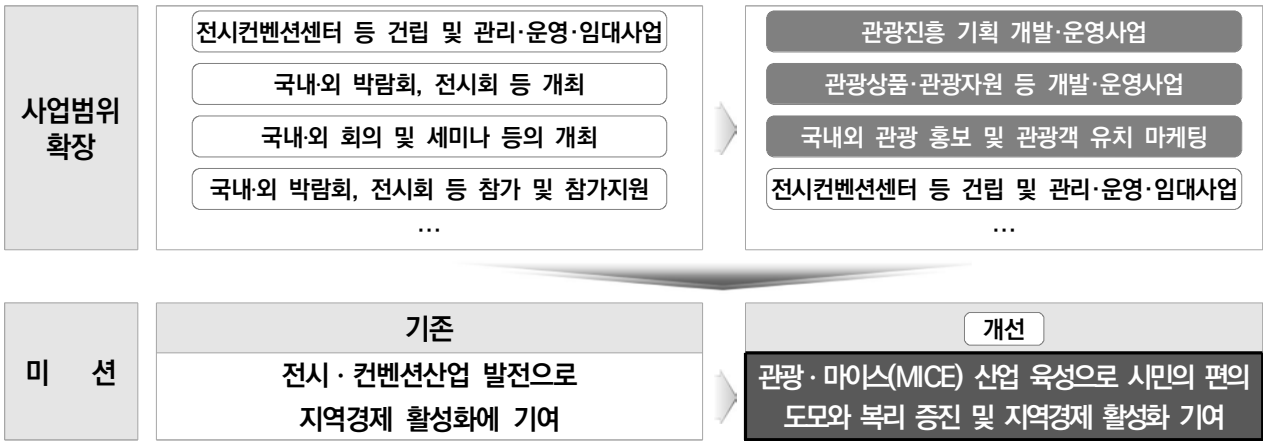 사업범위
확장
전시컨벤션센터 등 건립 및 관리·운영·임대사업
국내·외 박람회, 전시회 등 개최
국내·외 회의 및 세미나 등의 개최
국내·외 박람회, 전시회 등 참가 및 참가지원
…
관광진흥 기획 개발·운영사업
관광상품·관광자원 등 개발·운영사업
국내외 관광 홍보 및 관광객 유치 마케팅
전시컨벤션센터 등 건립 및 관리·운영·임대사업
…
미 션
기존
전시·컨벤션산업 발전으로
지역경제 활성화에 기여
개선
관광·마이스(MICE) 산업 육성으로 시민의 편의
도모와 복리 증진 및 지역경제 활성화 기여